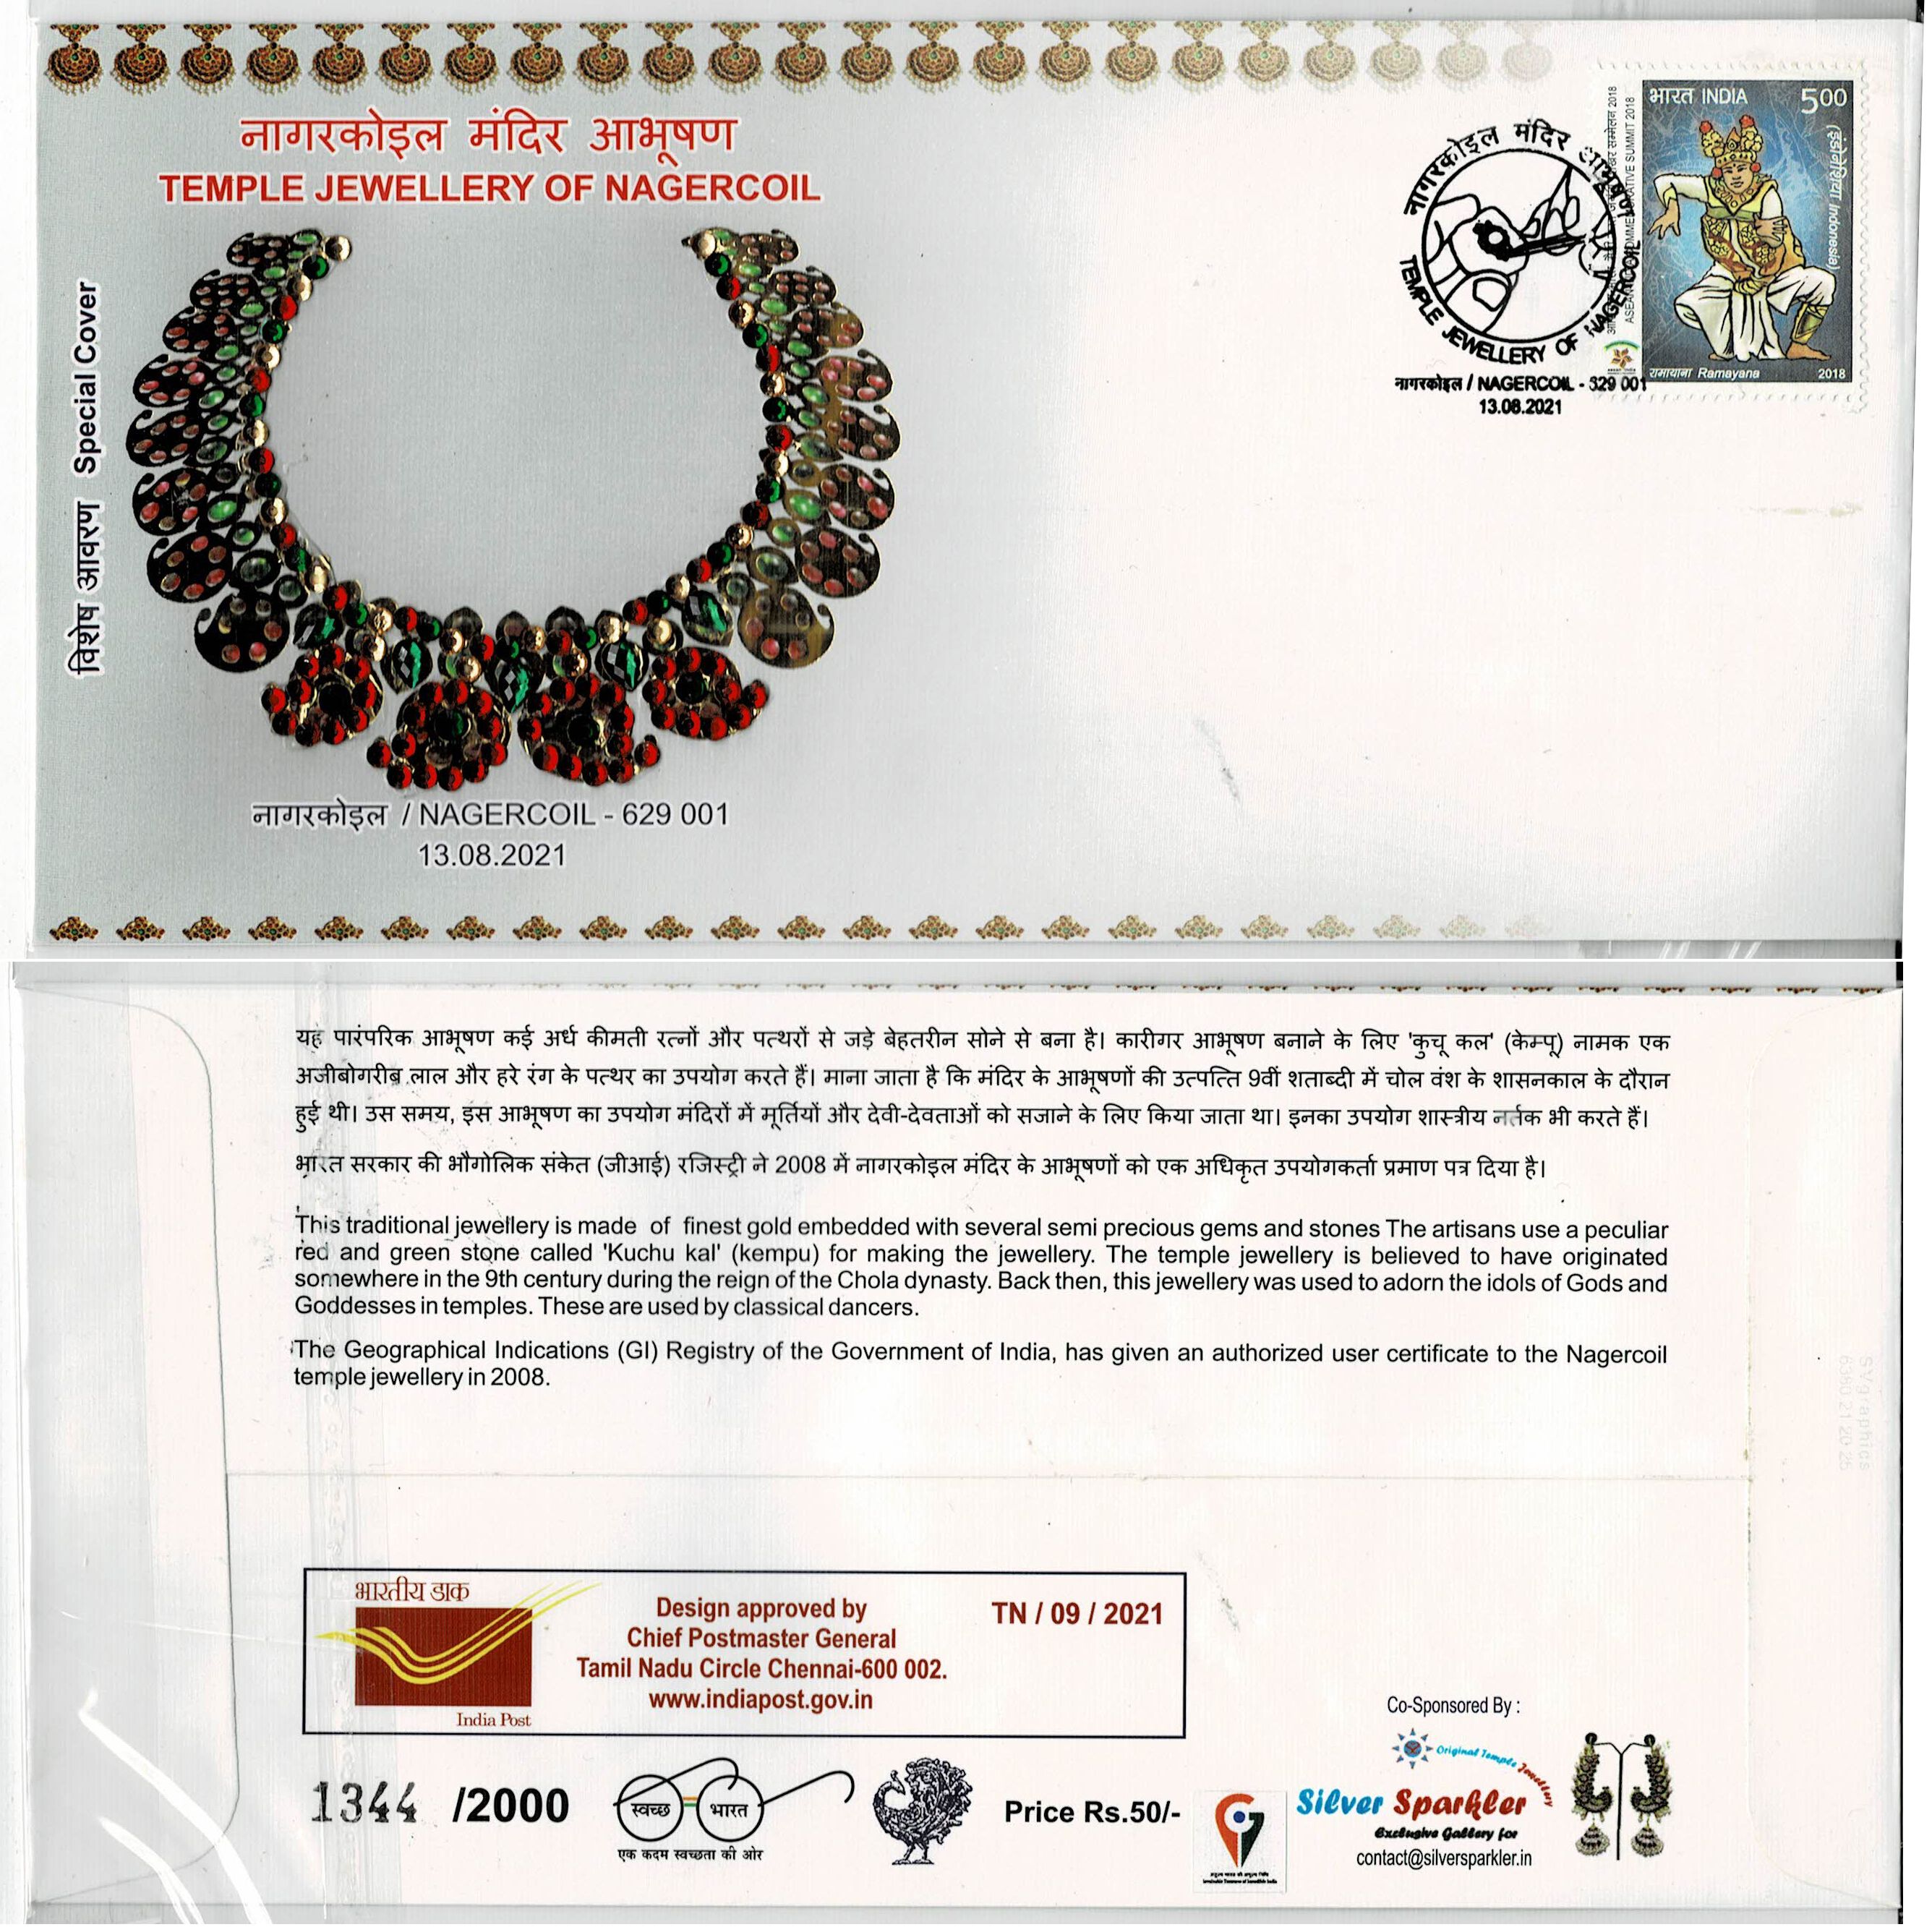 नागरकोइल मंदिर आभूषण
TEMPLE JEWELLERY OF NAGERCOIL
विशेष आवरण Special Cover
नागरकोइल / NAGERCOIL - 629 001
13.08.2021
नागरकोइल मंदिर आभूषण
TEMPLE JEWELLERY OF NAGERCOIL
नागरकोइल / NAGERCOIL - 629 001
13.08.2021
भारत INDIA 500
(इंडोनेशिया Indonesia)
रामायाना Ramayana 2018
यह पारंपरिक आभूषण कई अर्ध कीमती रत्नों और पत्थरों से जड़े बेहतरीन सोने से बना है। कारीगर आभूषण बनाने के लिए 'कुचू कल' (केम्पू) नामक एक
अजीबोगरीब लाल और हरे रंग के पत्थर का उपयोग करते हैं। माना जाता है कि मंदिर के आभूषणों की उत्पत्ति 9वीं शताब्दी में चोल वंश के शासनकाल के दौरान
हुई थी। उस समय, इस आभूषण का उपयोग मंदिरों में मूर्तियों और देवी-देवताओं को सजाने के लिए किया जाता था। इनका उपयोग शास्त्रीय नर्तक भी करते हैं।
भारत सरकार की भौगोलिक संकेत (जीआई) रजिस्ट्री ने 2008 में नागरकोइल मंदिर के आभूषणों को एक अधिकृत उपयोगकर्ता प्रमाण पत्र दिया है।
This traditional jewellery is made of finest gold embedded with several semi precious gems and stones The artisans use a peculiar
red and green stone called 'Kuchu kal' (kempu) for making the jewellery. The temple jewellery is believed to have originated
somewhere in the 9th century during the reign of the Chola dynasty. Back then, this jewellery was used to adorn the idols of Gods and
Goddesses in temples. These are used by classical dancers.
The Geographical Indications (GI) Registry of the Government of India, has given an authorized user certificate to the Nagercoil
temple jewellery in 2008.
SVgraphics
भारतीय डाक
India Post
Design approved by
Chief Postmaster General
Tamil Nadu Circle Chennai-600 002.
www.indiapost.gov.in
TN / 09 / 2021
1344 /2000
स्वच्छ भारत
एक कदम स्वच्छता की ओर
Price Rs.50/-
Co-Sponsored By :
Original Temple Jewellery
Silver Sparkler
Exclusive Gallery for
contact@silversparkler.in